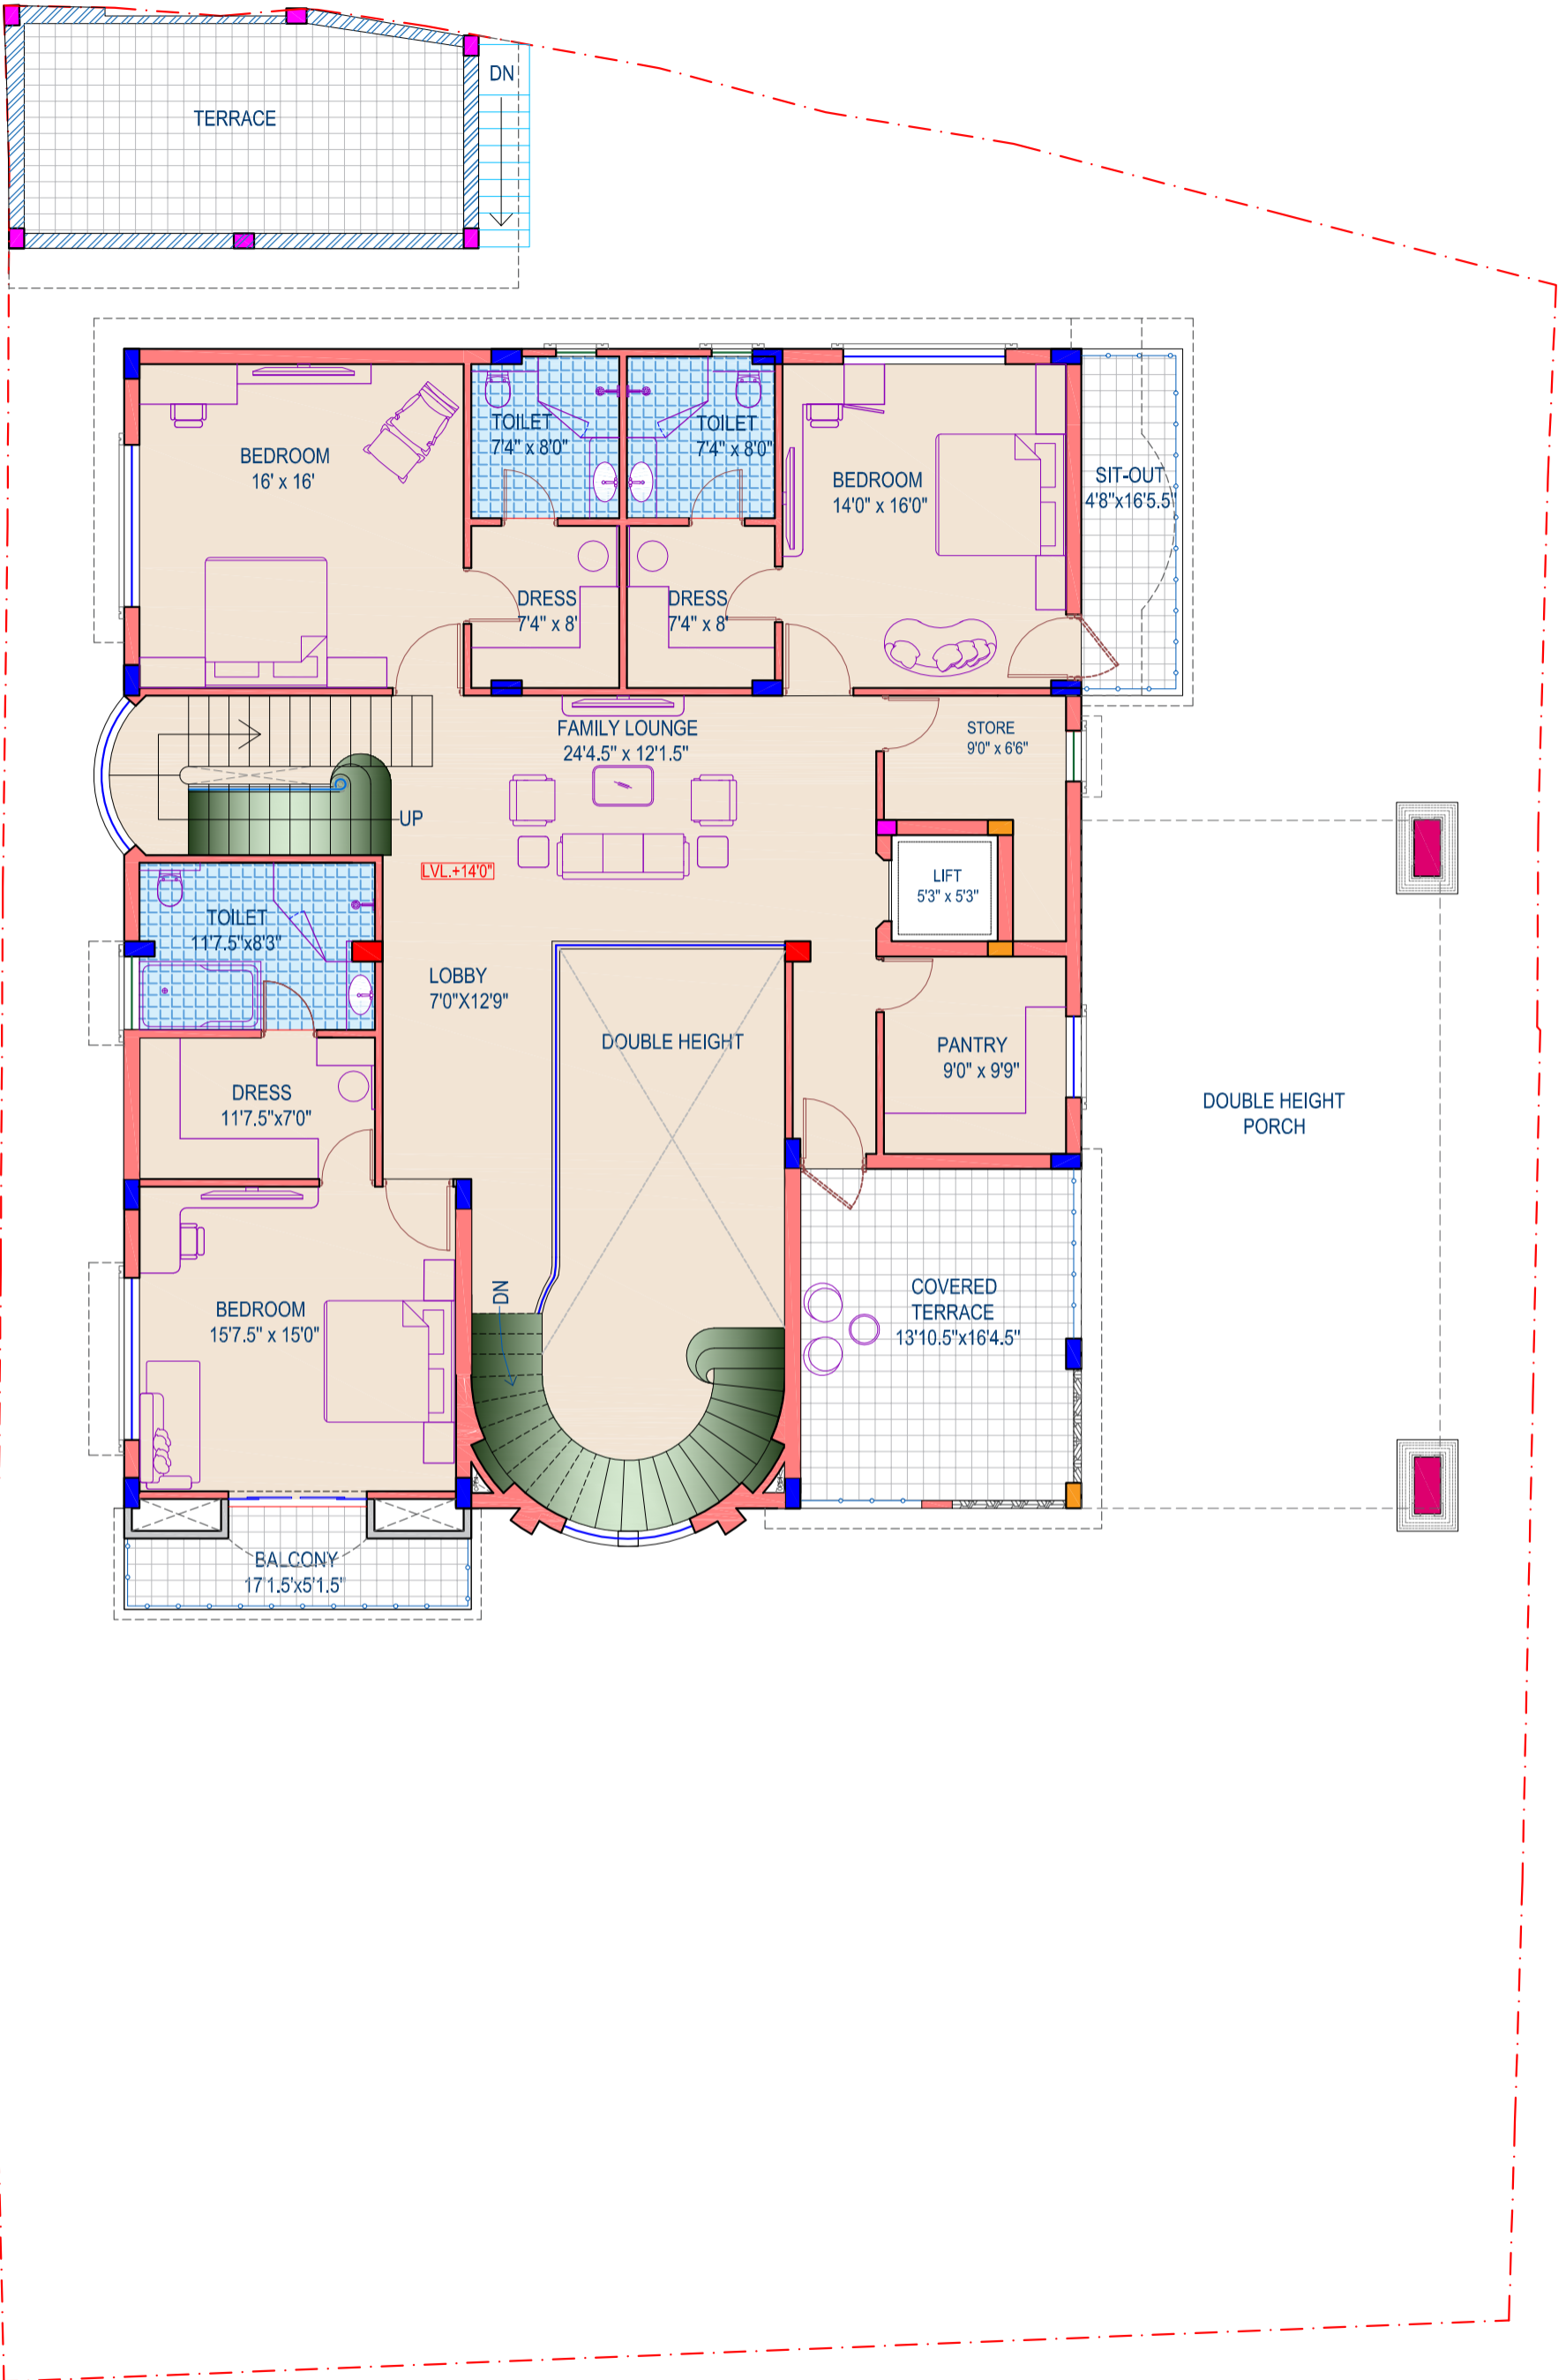 DN
TERRACE
TOILET
7'4" x 8'0"
TOILET
7'4" x 8'0"
BEDROOM
16' x 16'
BEDROOM
14'0" x 16'0"
SIT-OUT
4'8"x16'5.5"
DRESS
7'4" x 8'
DRESS
7'4" x 8'
FAMILY LOUNGE
24'4.5" x 12'1.5"
STORE
9'0" x 6'6"
UP
LVL.+14'0"
LIFT
5'3" x 5'3"
TOILET
11'7.5"x8'3"
LOBBY
7'0"X12'9"
DOUBLE HEIGHT
PANTRY
9'0" x 9'9"
DRESS
11'7.5"x7'0"
DOUBLE HEIGHT
PORCH
DN
COVERED
TERRACE
13'10.5"x16'4.5"
BEDROOM
15'7.5" x 15'0"
BALCONY
17'1.5'x5'1.5'